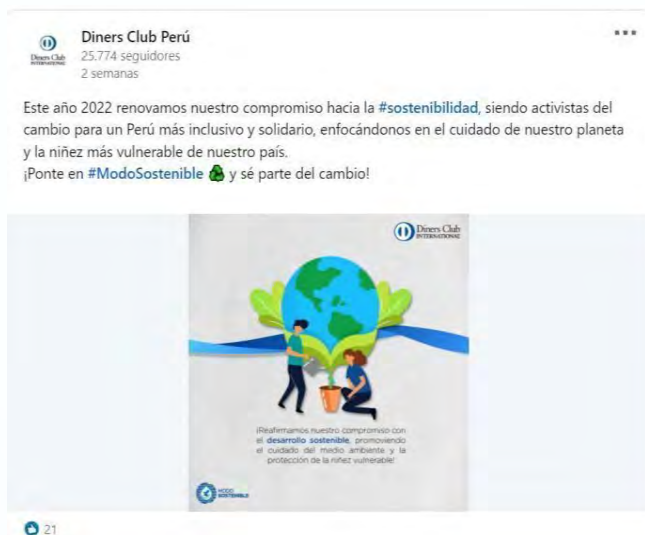 Diners Club Perú
25.774 seguidores
2 semanas
Diners Club
INTERNATIONAL
Este año 2022 renovamos nuestro compromiso hacia la #sostenibilidad, siendo activistas del
cambio para un Perú más inclusivo y solidario, enfocándonos en el cuidado de nuestro planeta
y la niñez más vulnerable de nuestro país.
¡Ponte en #ModoSostenible y sé parte del cambio!
Diners Club
INTERNATIONAL
¡Reafirmamos nuestro compromiso con
el desarrollo sostenible, promoviendo
el cuidado del medio ambiente y la
protección de la niñez vulnerable!
MODO
SOSTENIBLE
21